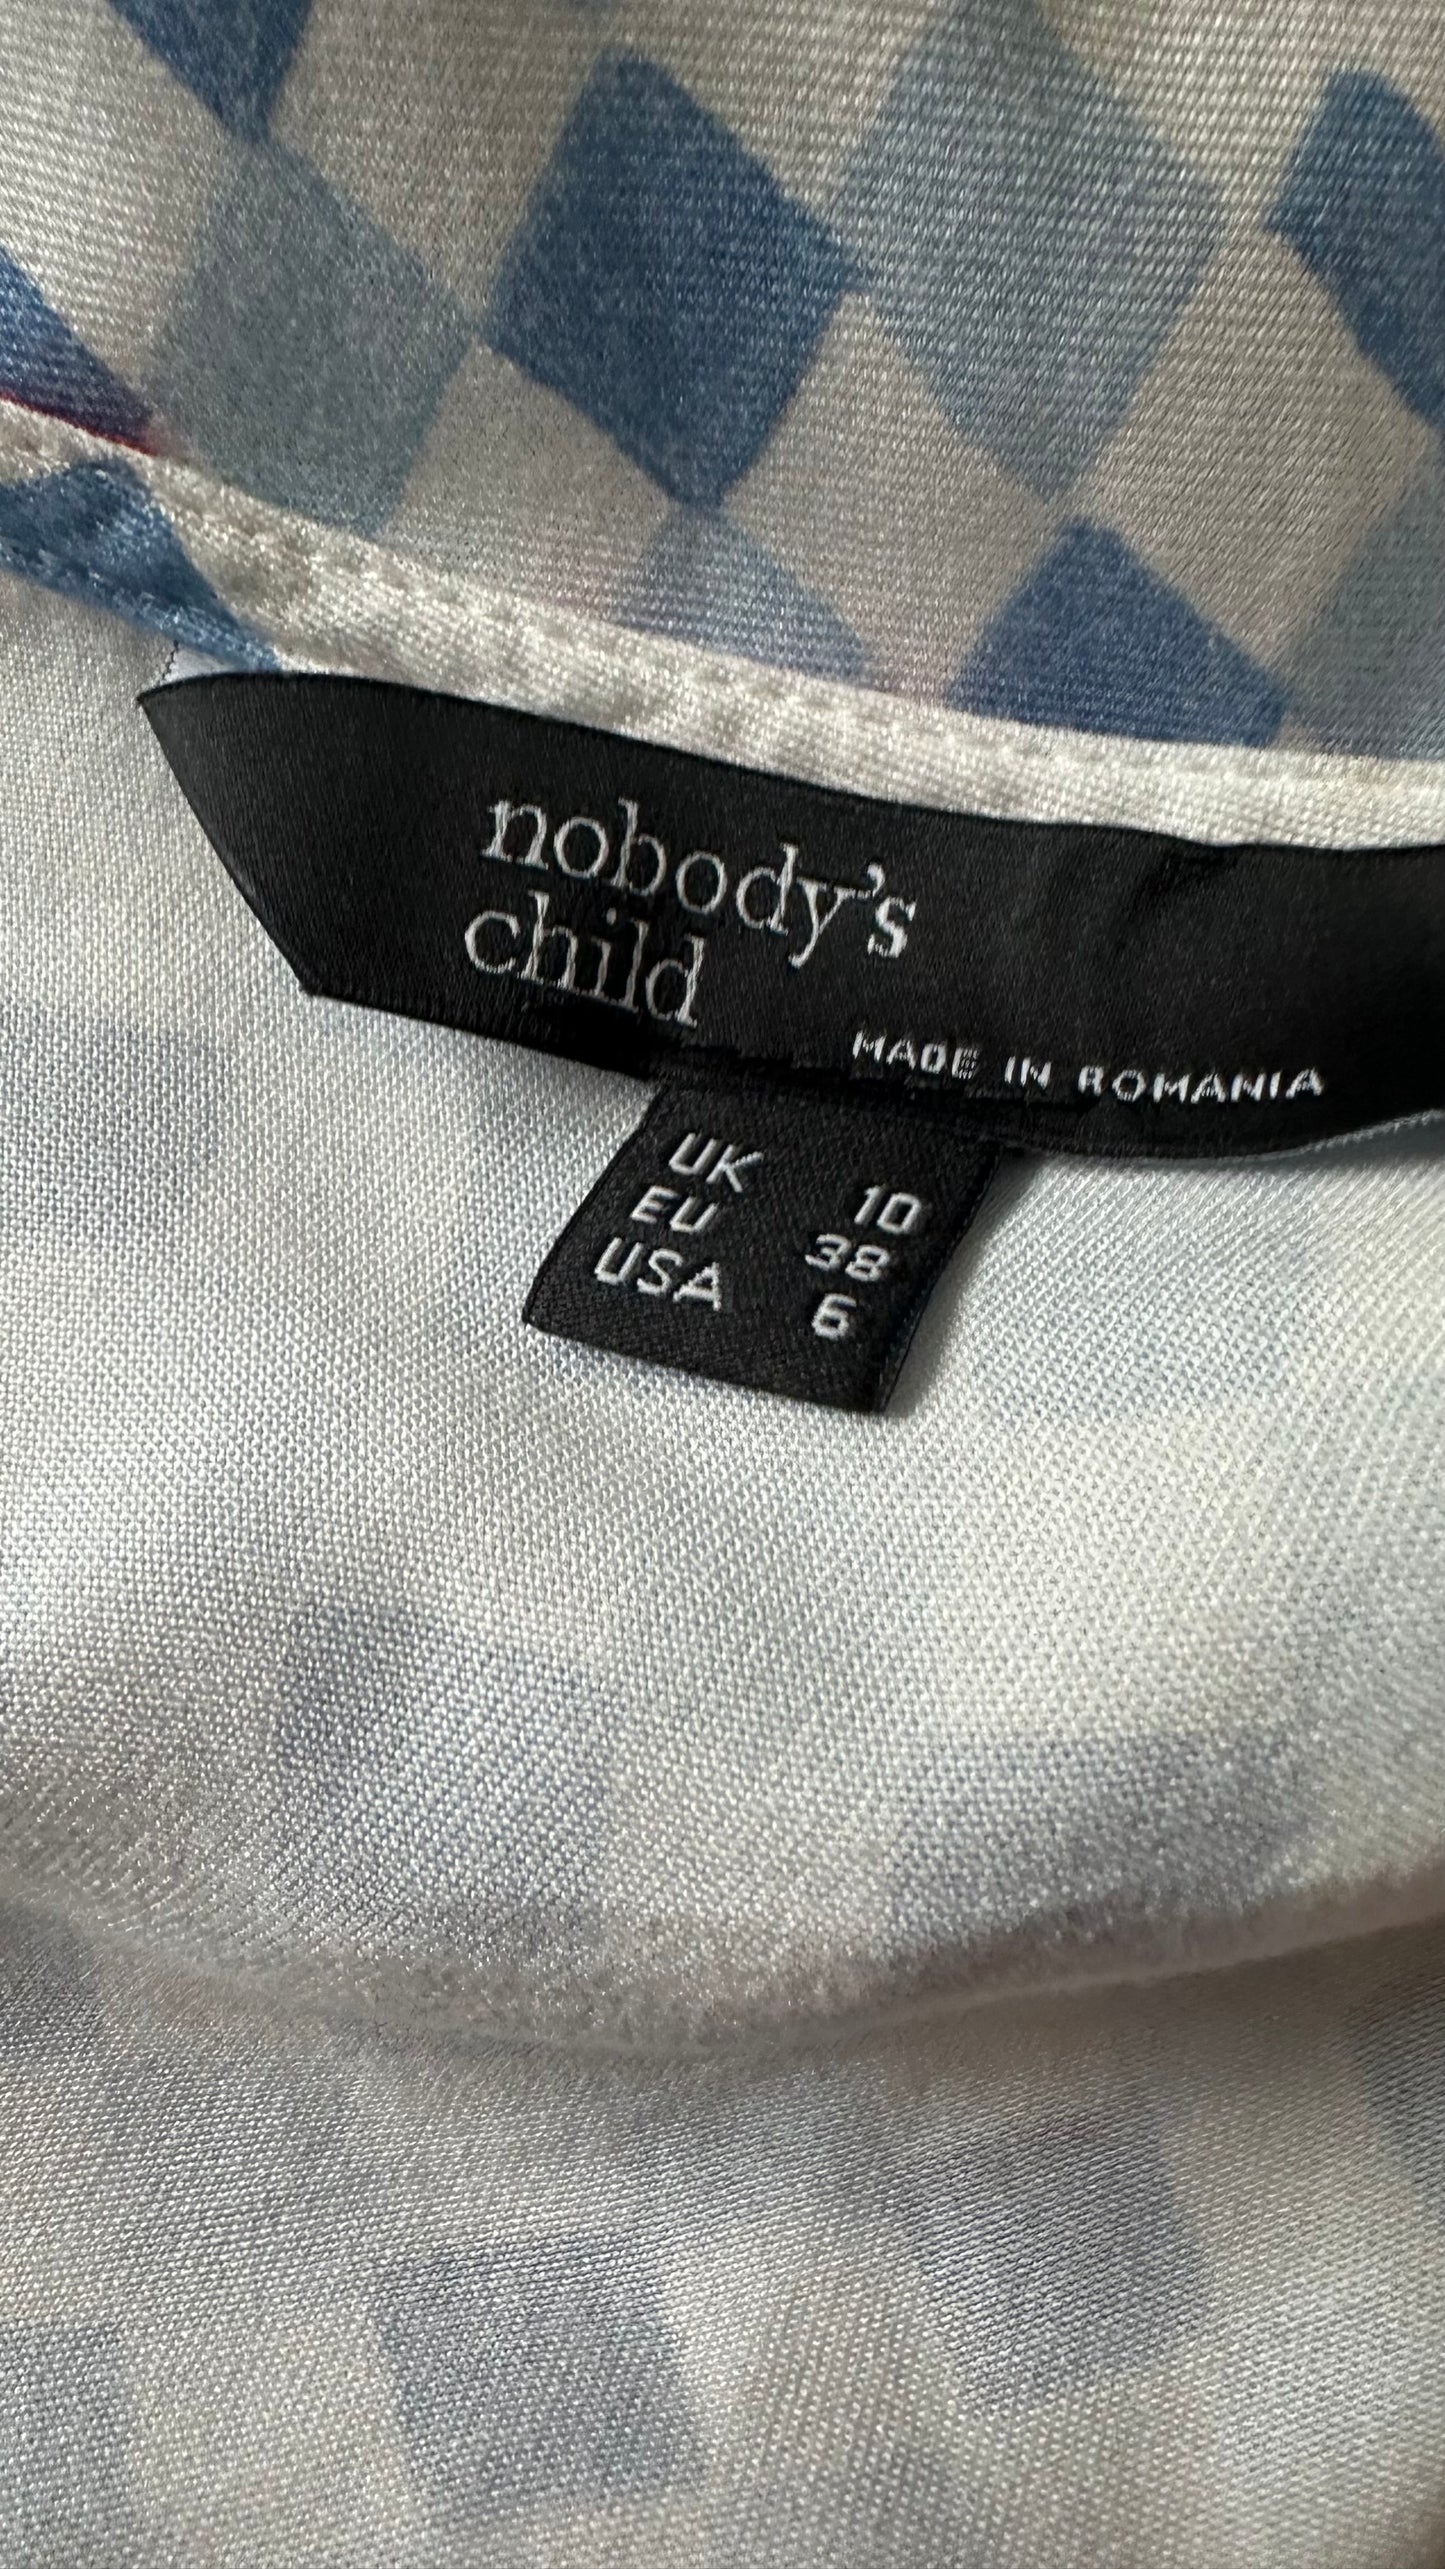 nobody's
child
MADE IN ROMANIA
UK 10
EU 38
USA 6